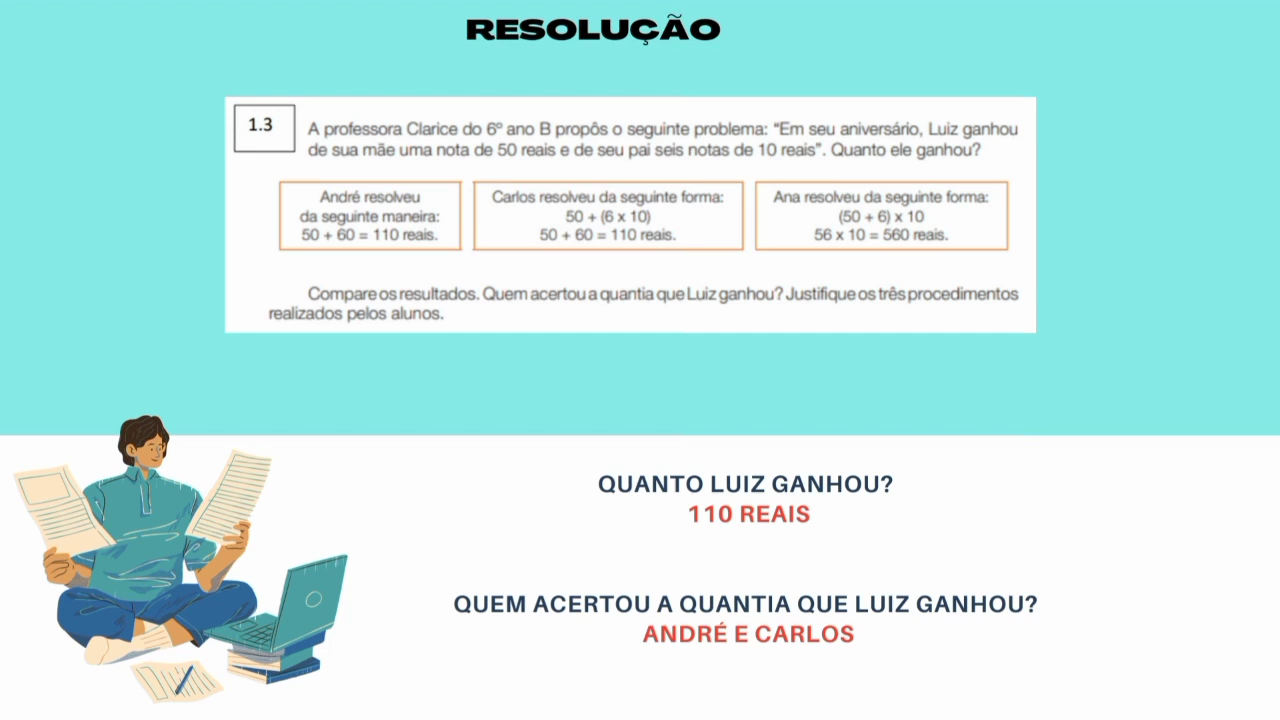 RESOLUÇÃO
1.3
A professora Clarice do 6º ano B propôs o seguinte problema: “Em seu aniversário, Luiz ganhou
de sua mãe uma nota de 50 reais e de seu pai seis notas de 10 reais”. Quanto ele ganhou?
André resolveu
da seguinte maneira:
50 + 60 = 110 reais.
Carlos resolveu da seguinte forma:
50 + (6 x 10)
50 + 60 = 110 reais.
Ana resolveu da seguinte forma:
(50 + 6) x 10
56 x 10 = 560 reais.
Compare os resultados. Quem acertou a quantia que Luiz ganhou? Justifique os três procedimentos
realizados pelos alunos.
QUANTO LUIZ GANHOU?
110 REAIS
QUEM ACERTOU A QUANTIA QUE LUIZ GANHOU?
ANDRÉ E CARLOS